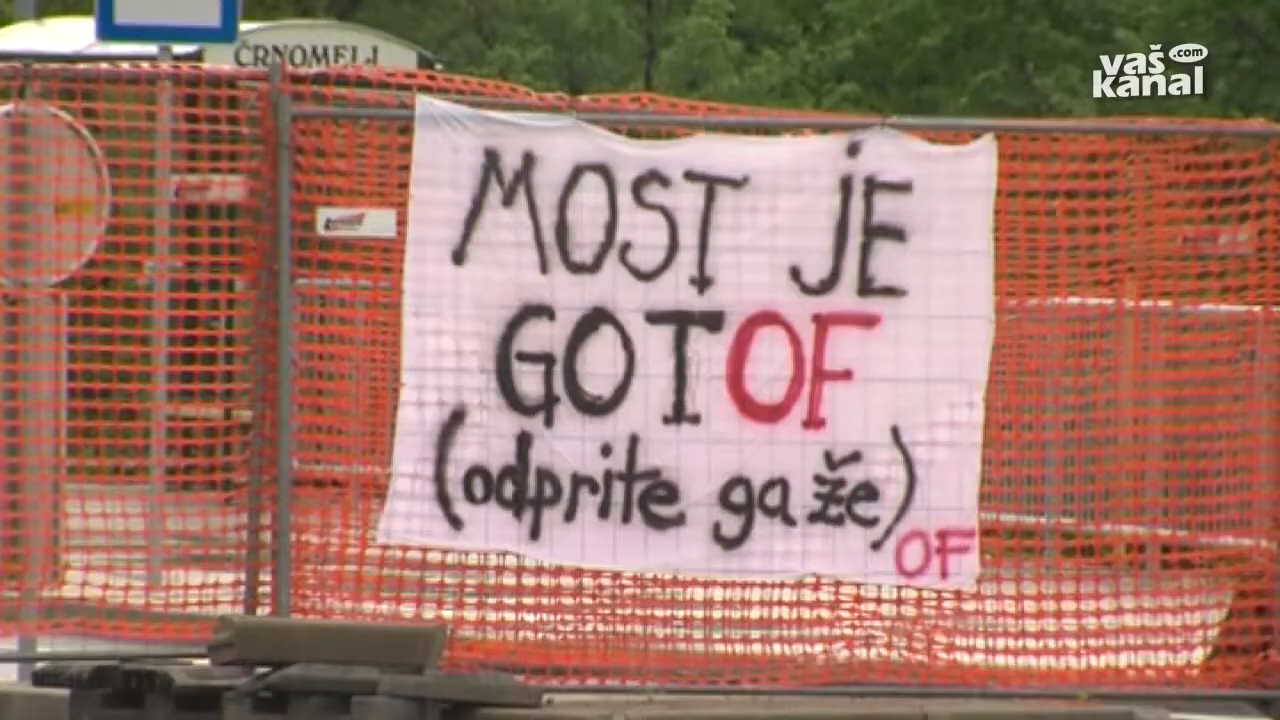 ČRNOMELJ
vaš
.com
kanal
MOST JE
GOTOF
(odprite ga že)
OF